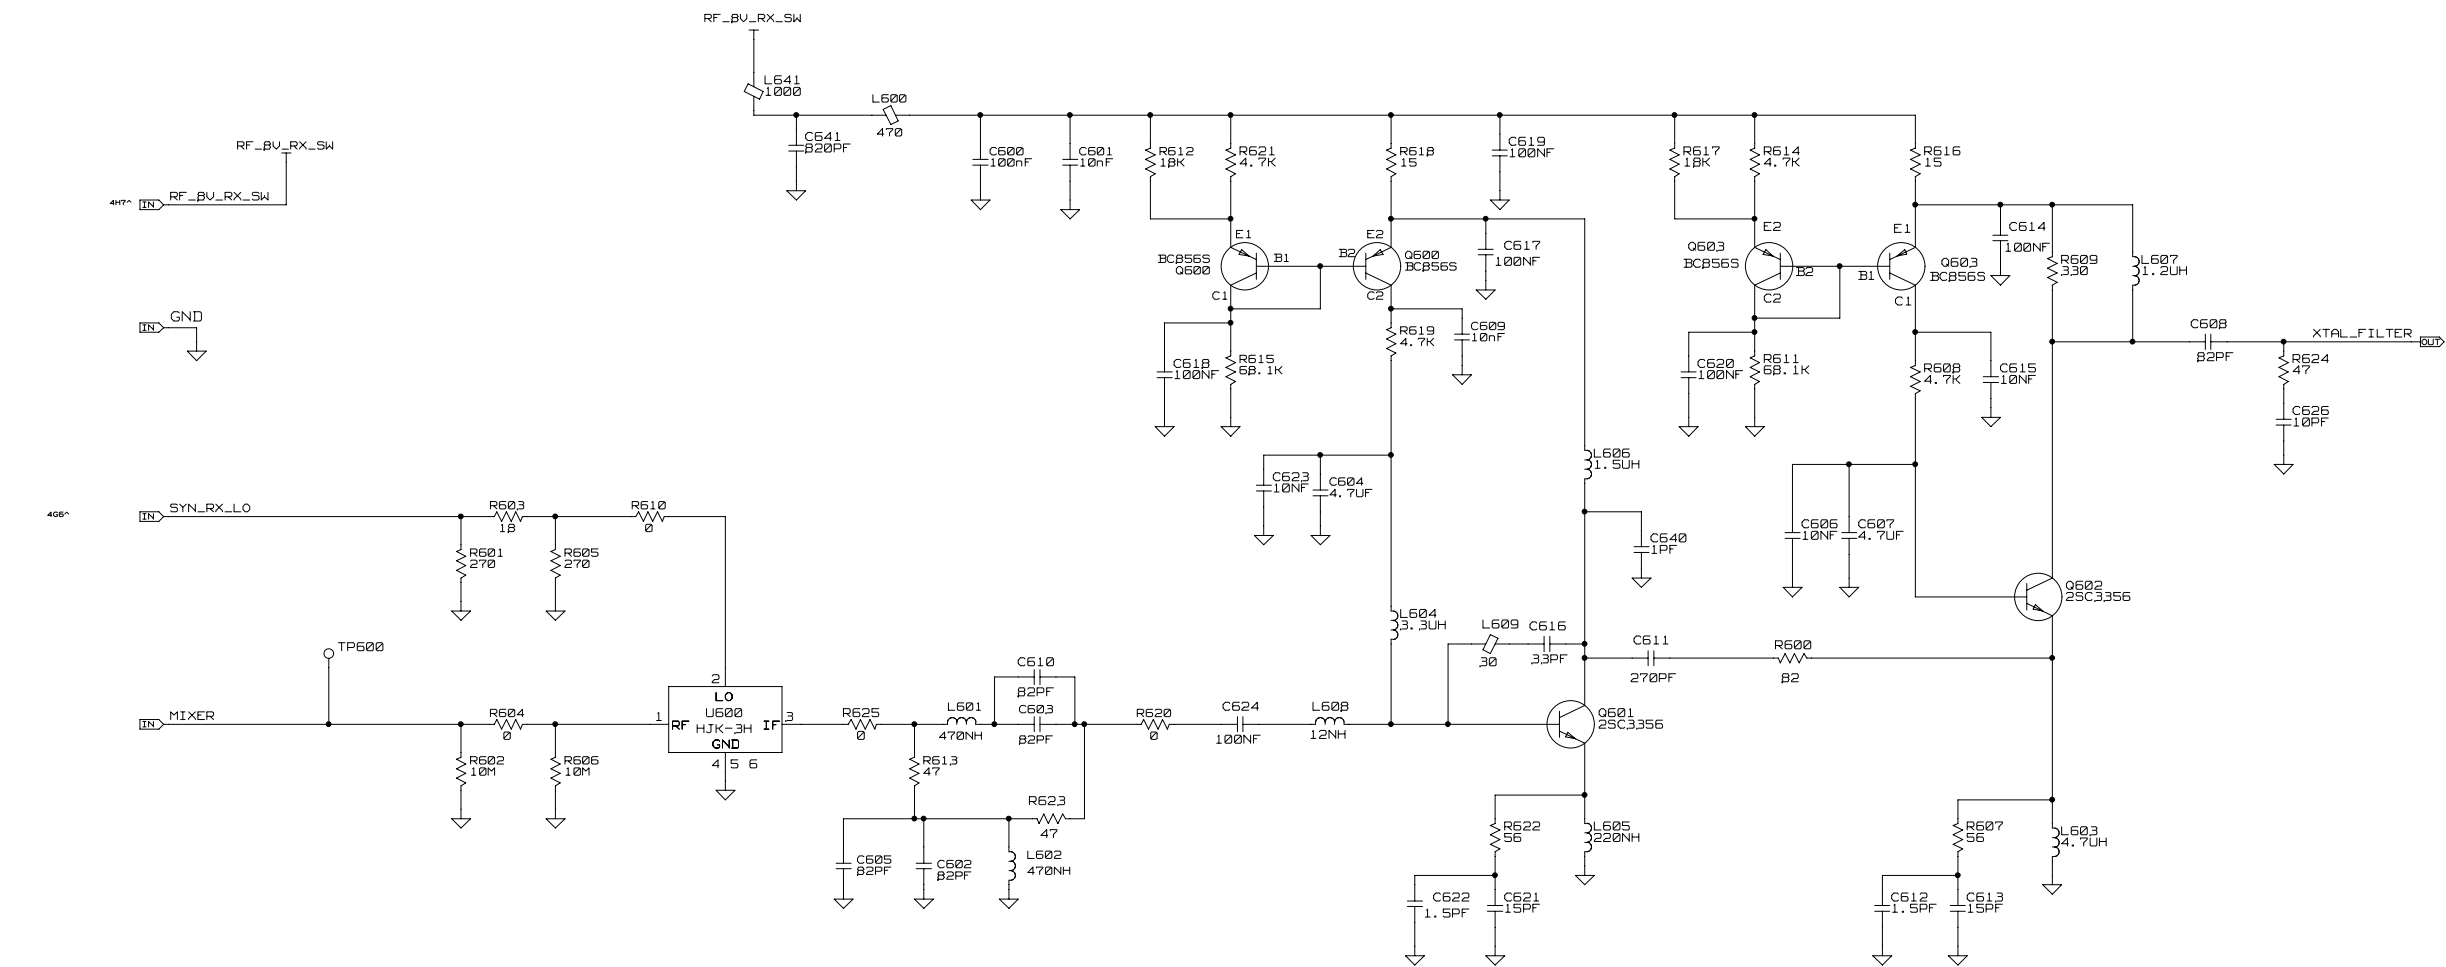 RF_8V_RX_SW
L641
1000
L600
470
C641
820PF
RF_8V_RX_SW
4H7^
IN
RF_8V_RX_SW
C600
100nF
C601
10nF
R612
18K
R621
4.7K
R618
15
C619
100NF
R617
18K
R614
4.7K
R616
15
E1
BC856S
Q600
B1
C1
E2
B2
Q600
BC856S
C2
C617
100NF
E2
Q603
BC856S
B2
C2
E1
B1
Q603
BC856S
C1
C614
100NF
R609
330
L607
1.2UH
IN
GND
C618
100NF
R615
68.1K
R619
4.7K
C609
10nF
C620
100NF
R611
68.1K
R608
4.7K
C615
10NF
C608
82PF
XTAL_FILTER
OUT
R624
47
C626
10PF
C623
10NF
C604
4.7UF
L606
1.5UH
C640
1PF
C606
10NF
C607
4.7UF
4G6^
IN
SYN_RX_LO
R603
18
R610
0
R601
270
R605
270
Q602
2SC3356
L604
3.3UH
L609
30
C616
33PF
C611
270PF
R600
82
TP600
IN
MIXER
R604
0
R602
10M
R606
10M
2
LO
1
RF
U600
HJK-3H
IF
3
GND
4 5 6
R625
0
L601
470NH
C610
82PF
C603
82PF
R620
0
C624
100NF
L608
12NH
Q601
2SC3356
R613
47
R623
47
C605
82PF
C602
82PF
L602
470NH
R622
56
L605
220NH
C622
1.5PF
C621
15PF
R607
56
L603
4.7UH
C612
1.5PF
C613
15PF